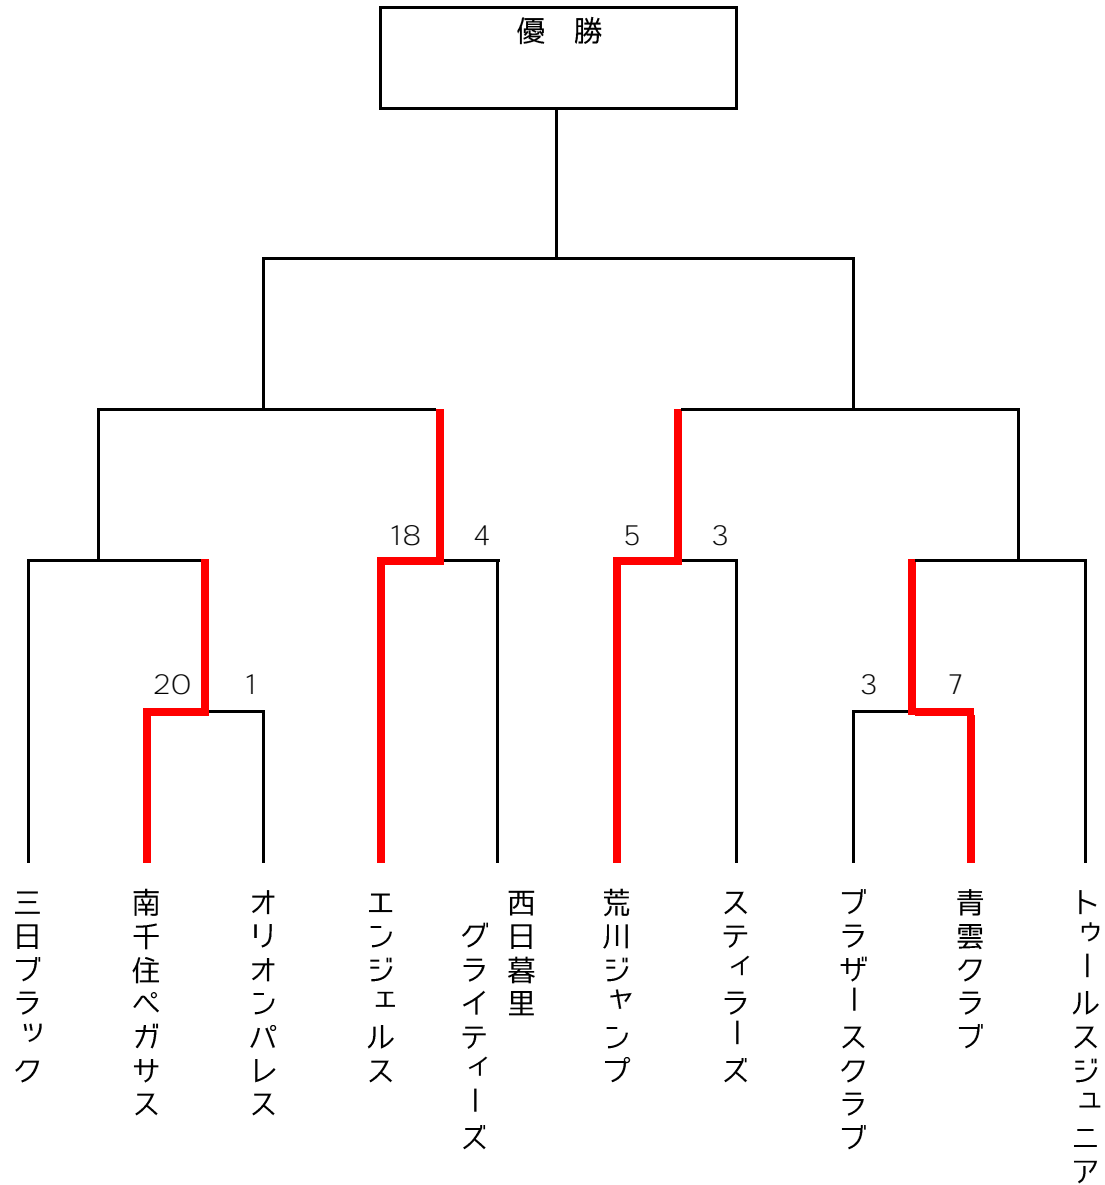 優　勝
18
4
5
3
20
1
3
7
三日ブラック
南千住ペガサス
オリオンパレス
エンジェルス
西日暮里
グライティーズ
荒川ジャンプ
スティラーズ
ブラザースクラブ
青雲クラブ
トゥールスジュニア